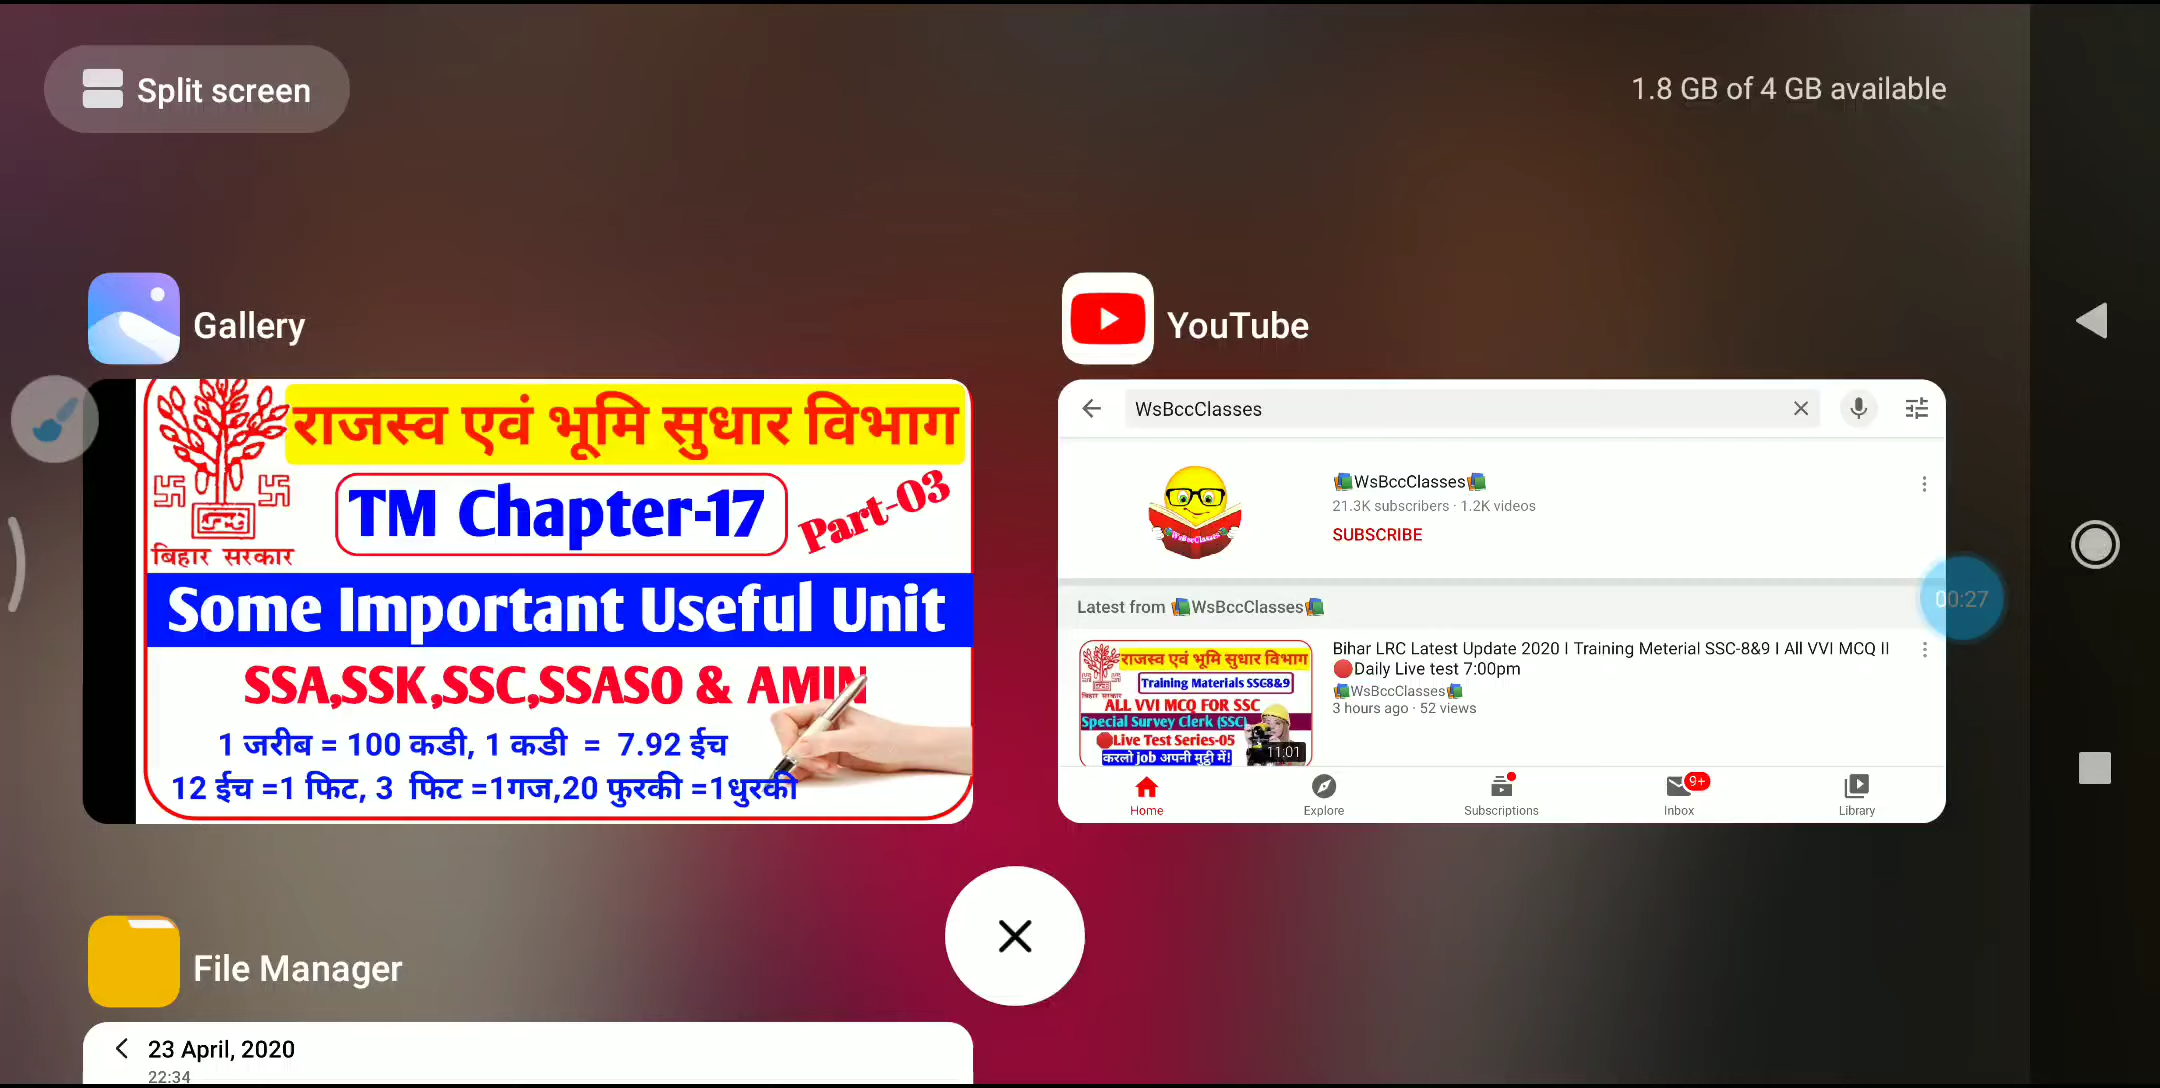 Split screen
1.8 GB of 4 GB available
Gallery
राजस्व एवं भूमि सुधार विभाग
TM Chapter-17
Part-03
बिहार सरकार
Some Important Useful Unit
SSA,SSK,SSC,SSASO & AMIN
1 जरीब = 100 कडी, 1 कडी = 7.92 ईच
12 ईच =1 फिट, 3 फिट =1गज,20 फुरकी =1धुरकी
YouTube
WsBccClasses
WsBccClasses
21.3K subscribers · 1.2K videos
SUBSCRIBE
00:27
Latest from WsBccClasses
राजस्व एवं भूमि सुधार विभाग
Training Materials SSC8&9
ALL VVI MCQ FOR SSC
Special Survey Clerk (SSC)
Live Test Series-05
करलो job अपनी मुट्ठी में!
11:01
Bihar LRC Latest Update 2020 I Training Meterial SSC-8&9 I All VVI MCQ II
Daily Live test 7:00pm
WsBccClasses
3 hours ago · 52 views
Home
Explore
Subscriptions
9+
Inbox
Library
File Manager
23 April, 2020
22:34